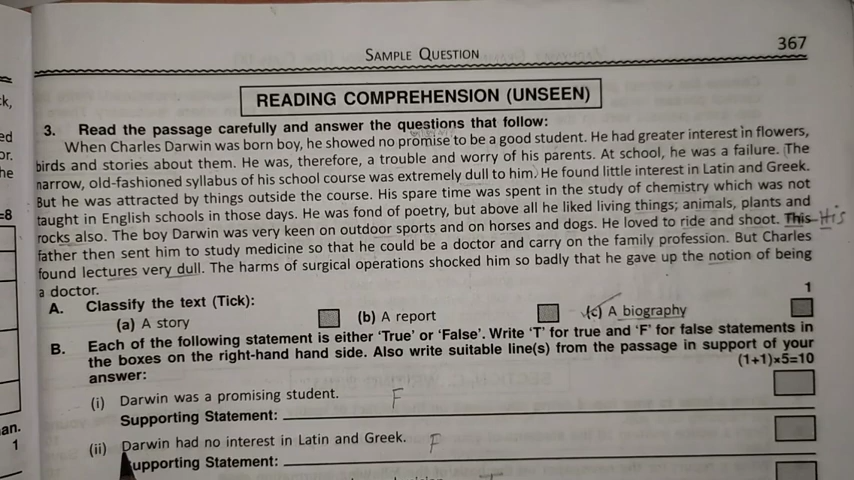 SAMPLE QUESTION
367
READING COMPREHENSION (UNSEEN)
3. Read the passage carefully and answer the questions that follow:
When Charles Darwin was born boy, he showed no promise to be a good student. He had greater interest in flowers,
birds and stories about them. He was, therefore, a trouble and worry of his parents. At school, he was a failure. The
narrow, old-fashioned syllabus of his school course was extremely dull to him. He found little interest in Latin and Greek.
But he was attracted by things outside the course. His spare time was spent in the study of chemistry which was not
taught in English schools in those days. He was fond of poetry, but above all he liked living things; animals, plants and
rocks also. The boy Darwin was very keen on outdoor sports and on horses and dogs. He loved to ride and shoot. This His
father then sent him to study medicine so that he could be a doctor and carry on the family profession. But Charles
found lectures very dull. The harms of surgical operations shocked him so badly that he gave up the notion of being
a doctor.
A. Classify the text (Tick): 1
(a) A story (b) A report (c) A biography
B. Each of the following statement is either 'True' or 'False'. Write 'T' for true and 'F' for false statements in
the boxes on the right-hand hand side. Also write suitable line(s) from the passage in support of your
answer: (1+1)×5=10
(i) Darwin was a promising student. F
Supporting Statement:
(ii) Darwin had no interest in Latin and Greek. F
Supporting Statement:
k,
ed
or.
he
=8
an.
1